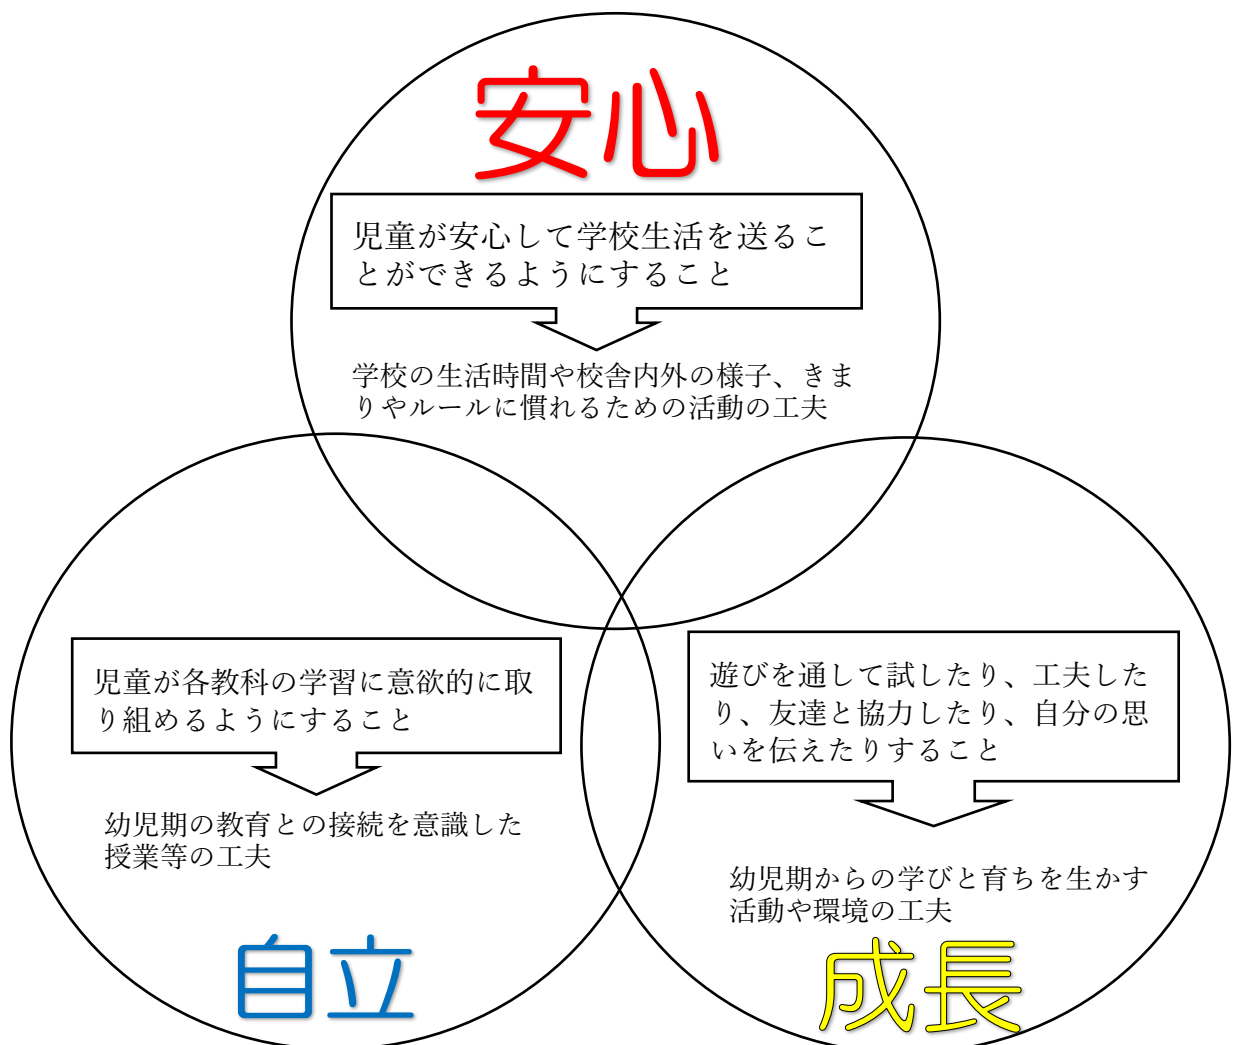 安心
児童が安心して学校生活を送るこ
とができるようにすること
学校の生活時間や校舎内外の様子、きま
りやルールに慣れるための活動の工夫
児童が各教科の学習に意欲的に取
り組めるようにすること
幼児期の教育との接続を意識した
授業等の工夫
自立
遊びを通して試したり、工夫した
り、友達と協力したり、自分の思
いを伝えたりすること
幼児期からの学びと育ちを生かす
活動や環境の工夫
成長